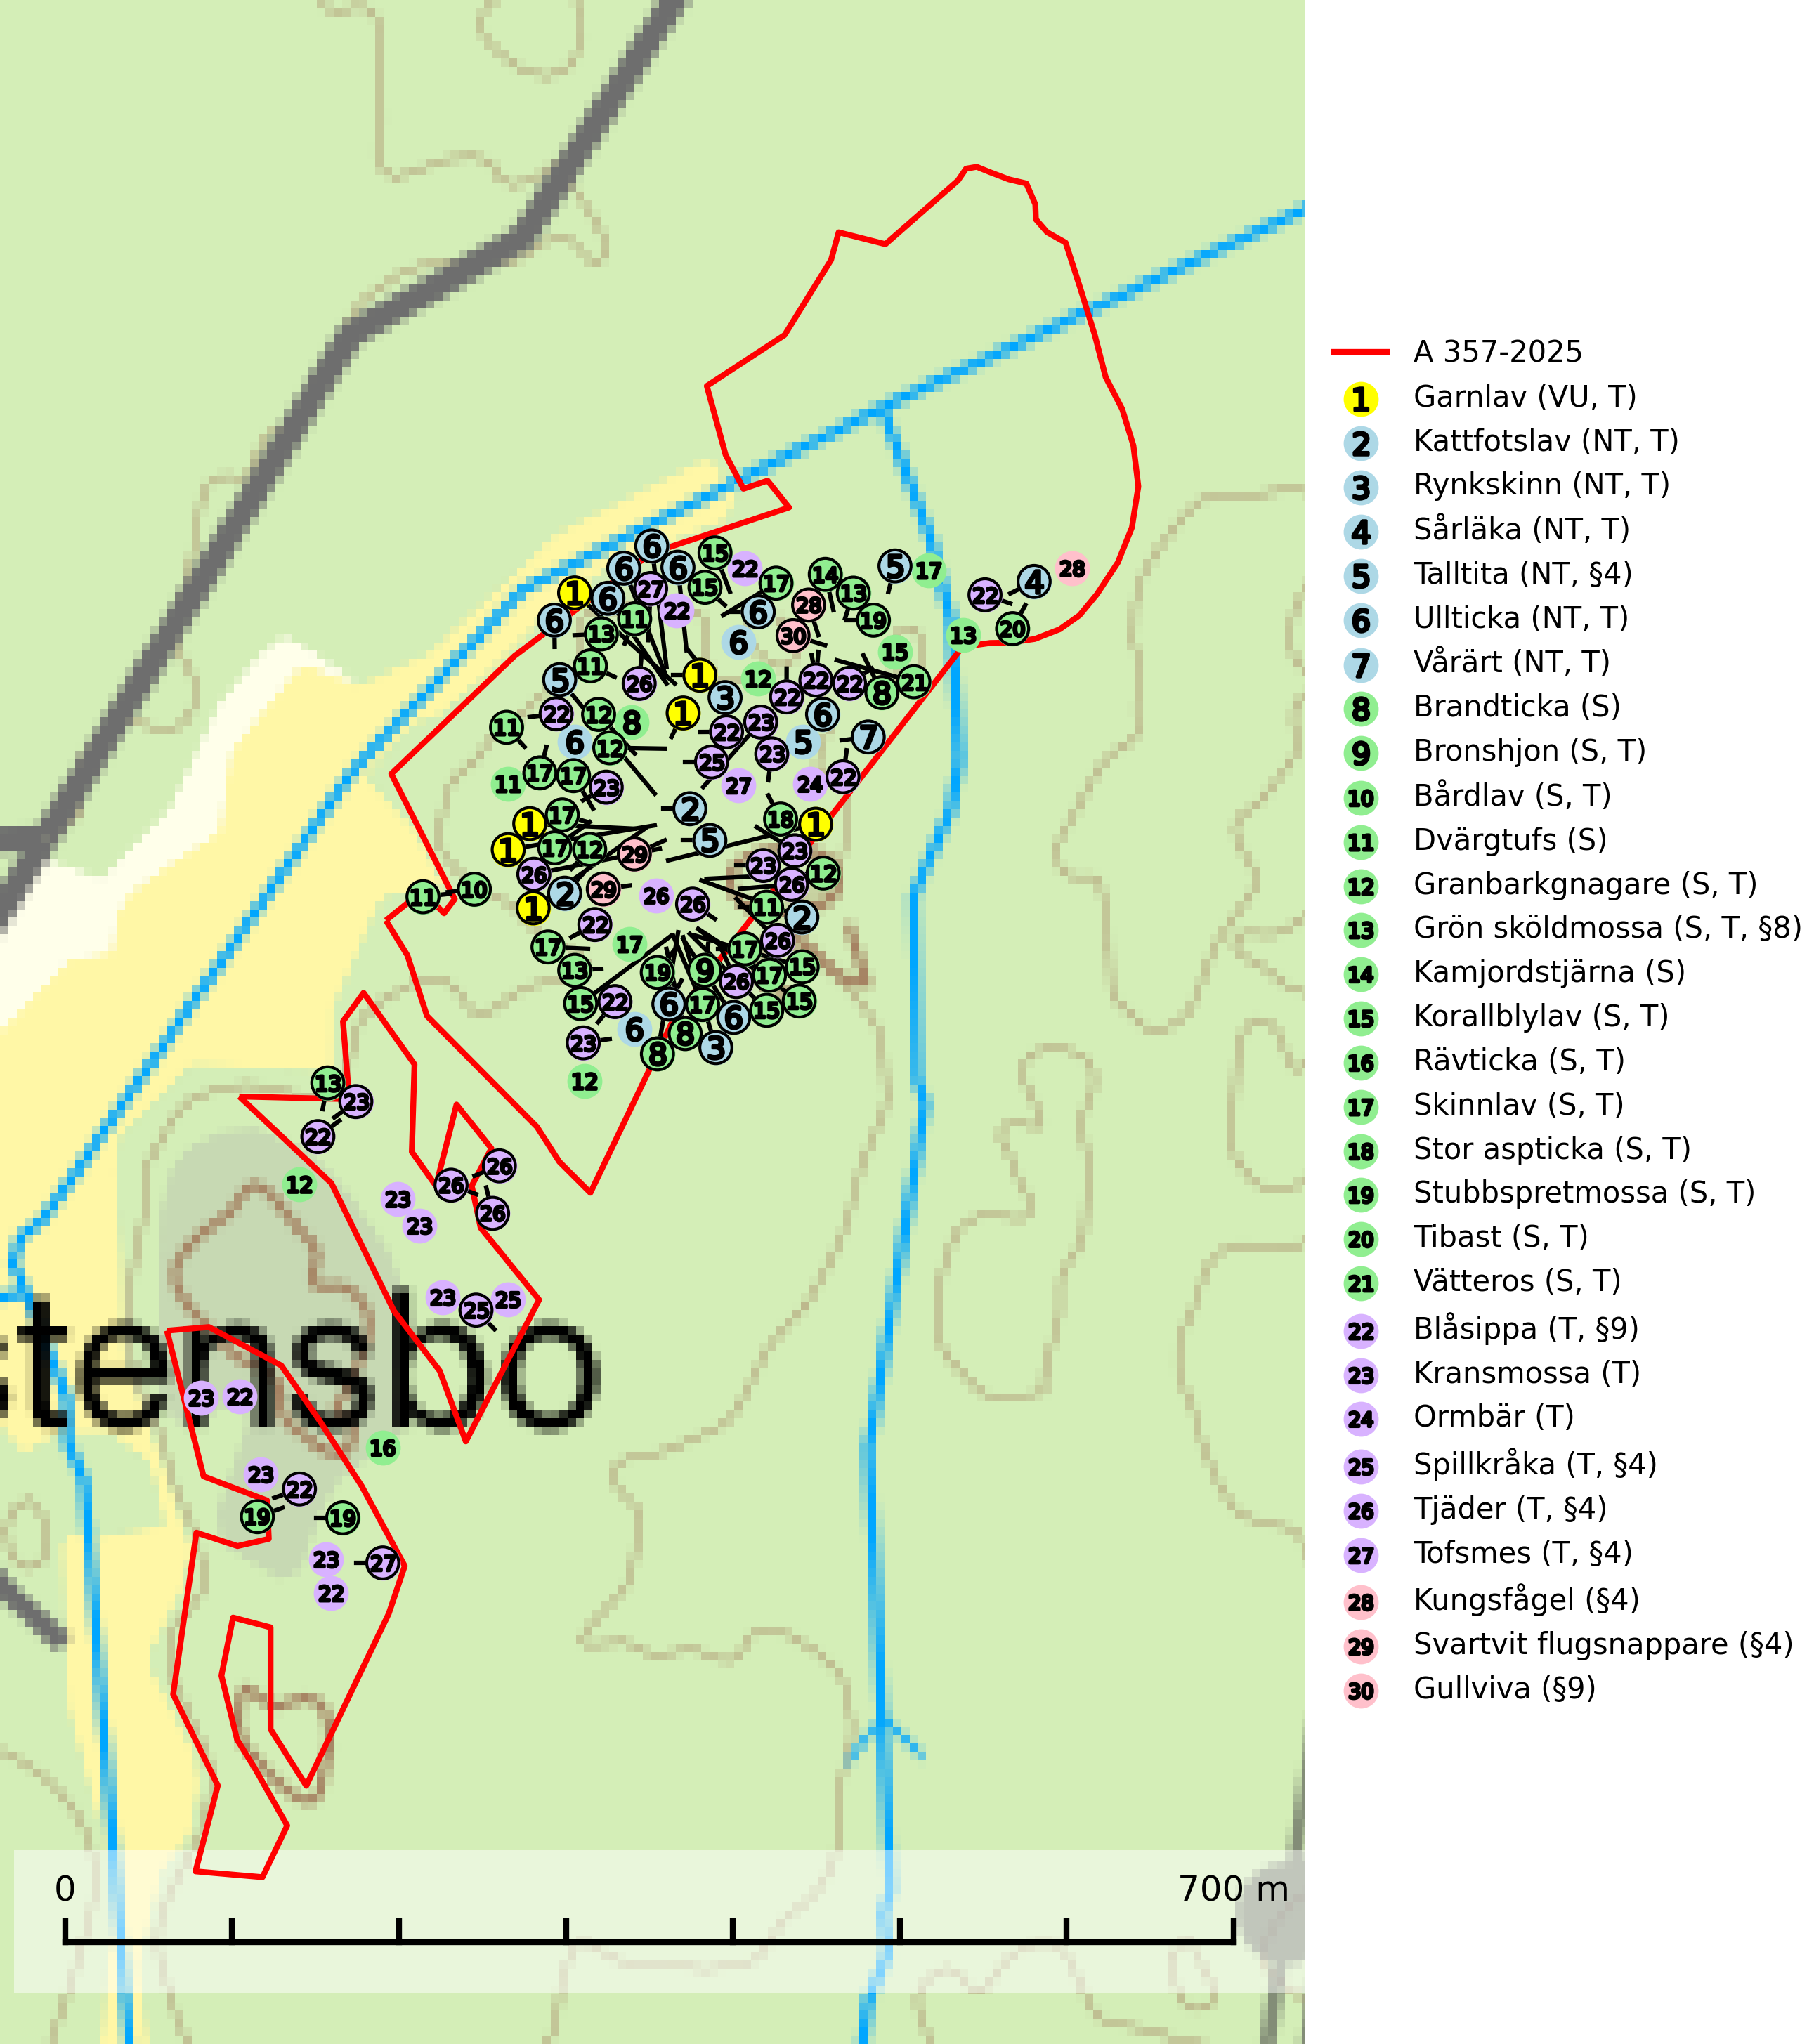 A 357-2025
1 Garnlav (VU, T)
2 Kattfotslav (NT, T)
3 Rynkskinn (NT, T)
4 Sårläka (NT, T)
5 Talltita (NT, §4)
6 Ullticka (NT, T)
7 Vårärt (NT, T)
8 Brandticka (S)
9 Bronshjon (S, T)
10 Bårdlav (S, T)
11 Dvärgtufs (S)
12 Granbarkgnagare (S, T)
13 Grön sköldmossa (S, T, §8)
14 Kamjordstjärna (S)
15 Korallblylav (S, T)
16 Rävticka (S, T)
17 Skinnlav (S, T)
18 Stor aspticka (S, T)
19 Stubbspretmossa (S, T)
20 Tibast (S, T)
21 Vätteros (S, T)
22 Blåsippa (T, §9)
23 Kransmossa (T)
24 Ormbär (T)
25 Spillkråka (T, §4)
26 Tjäder (T, §4)
27 Tofsmes (T, §4)
28 Kungsfågel (§4)
29 Svartvit flugsnappare (§4)
30 Gullviva (§9)
stensbo
0 700 m